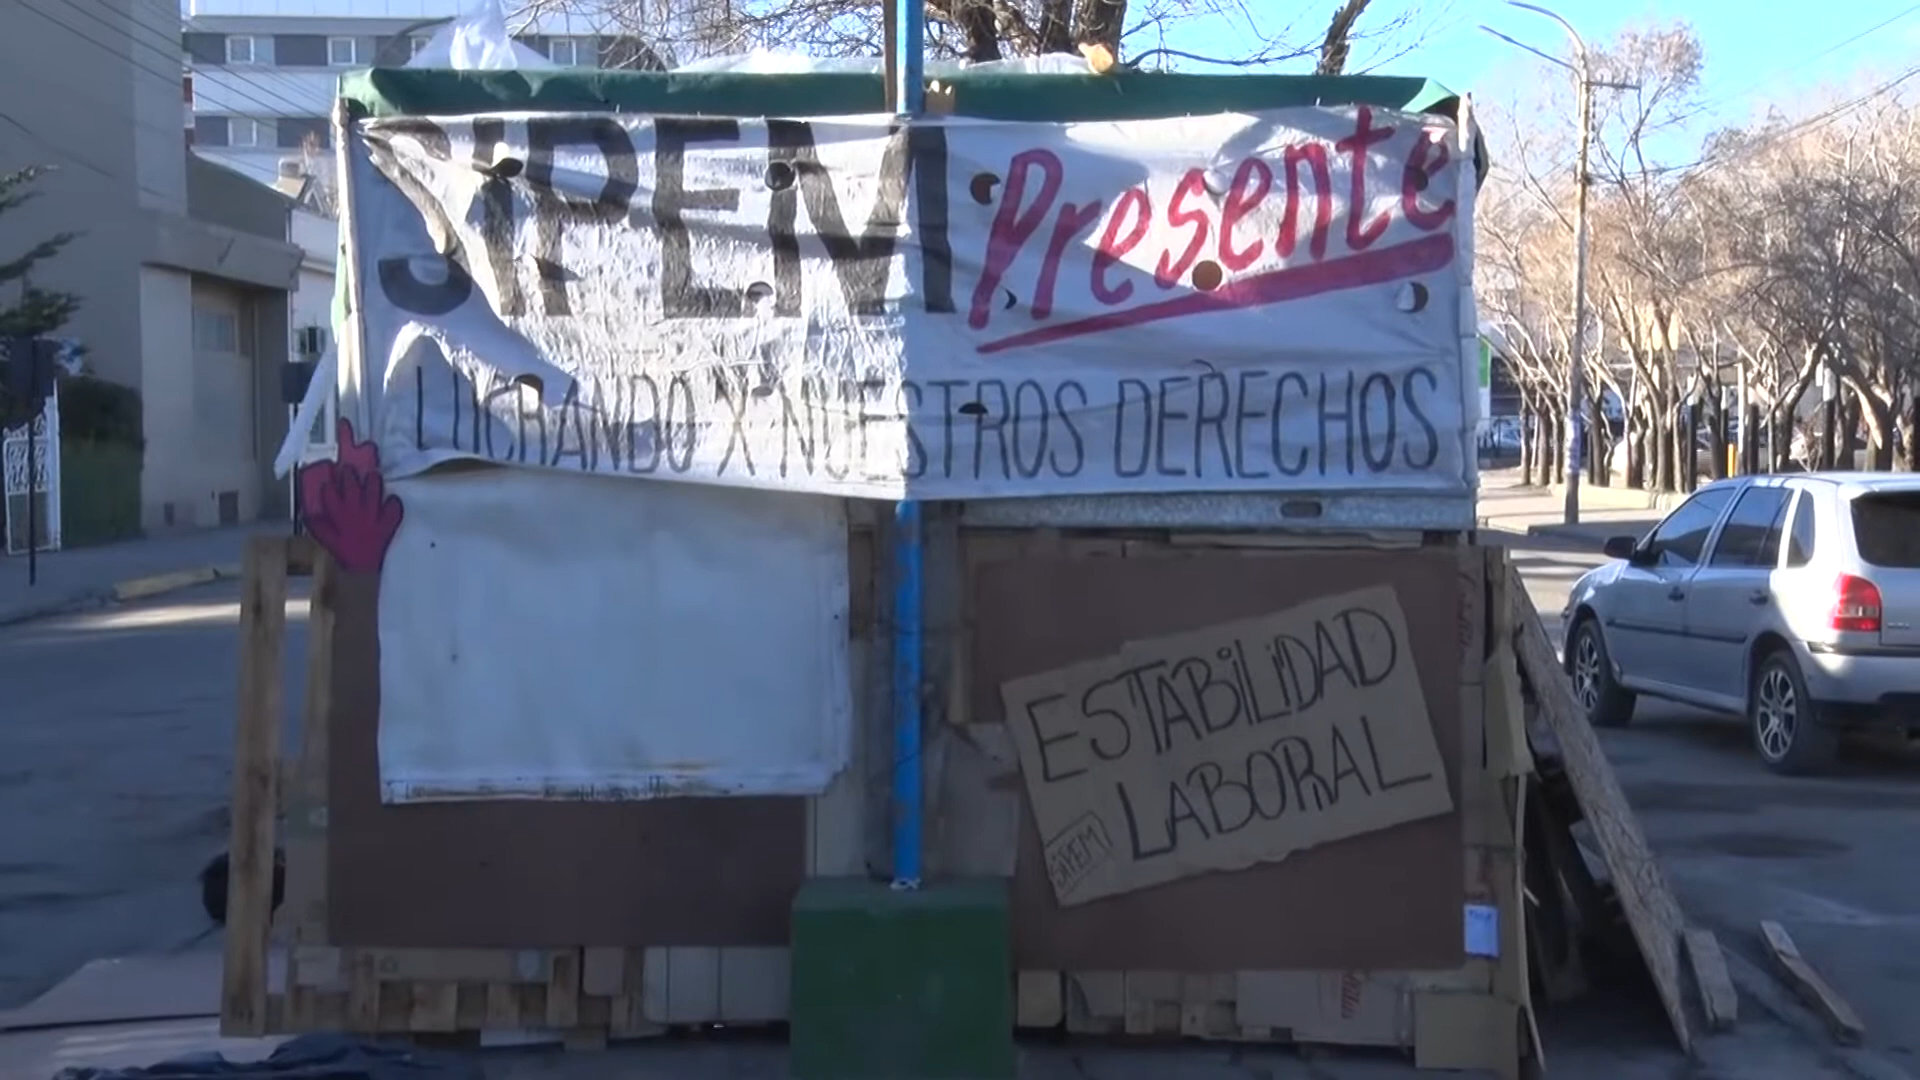 SIPEM Presente
LUCHANDO X NUESTROS DERECHOS
ESTABILIDAD
LABORAL
SIPEM